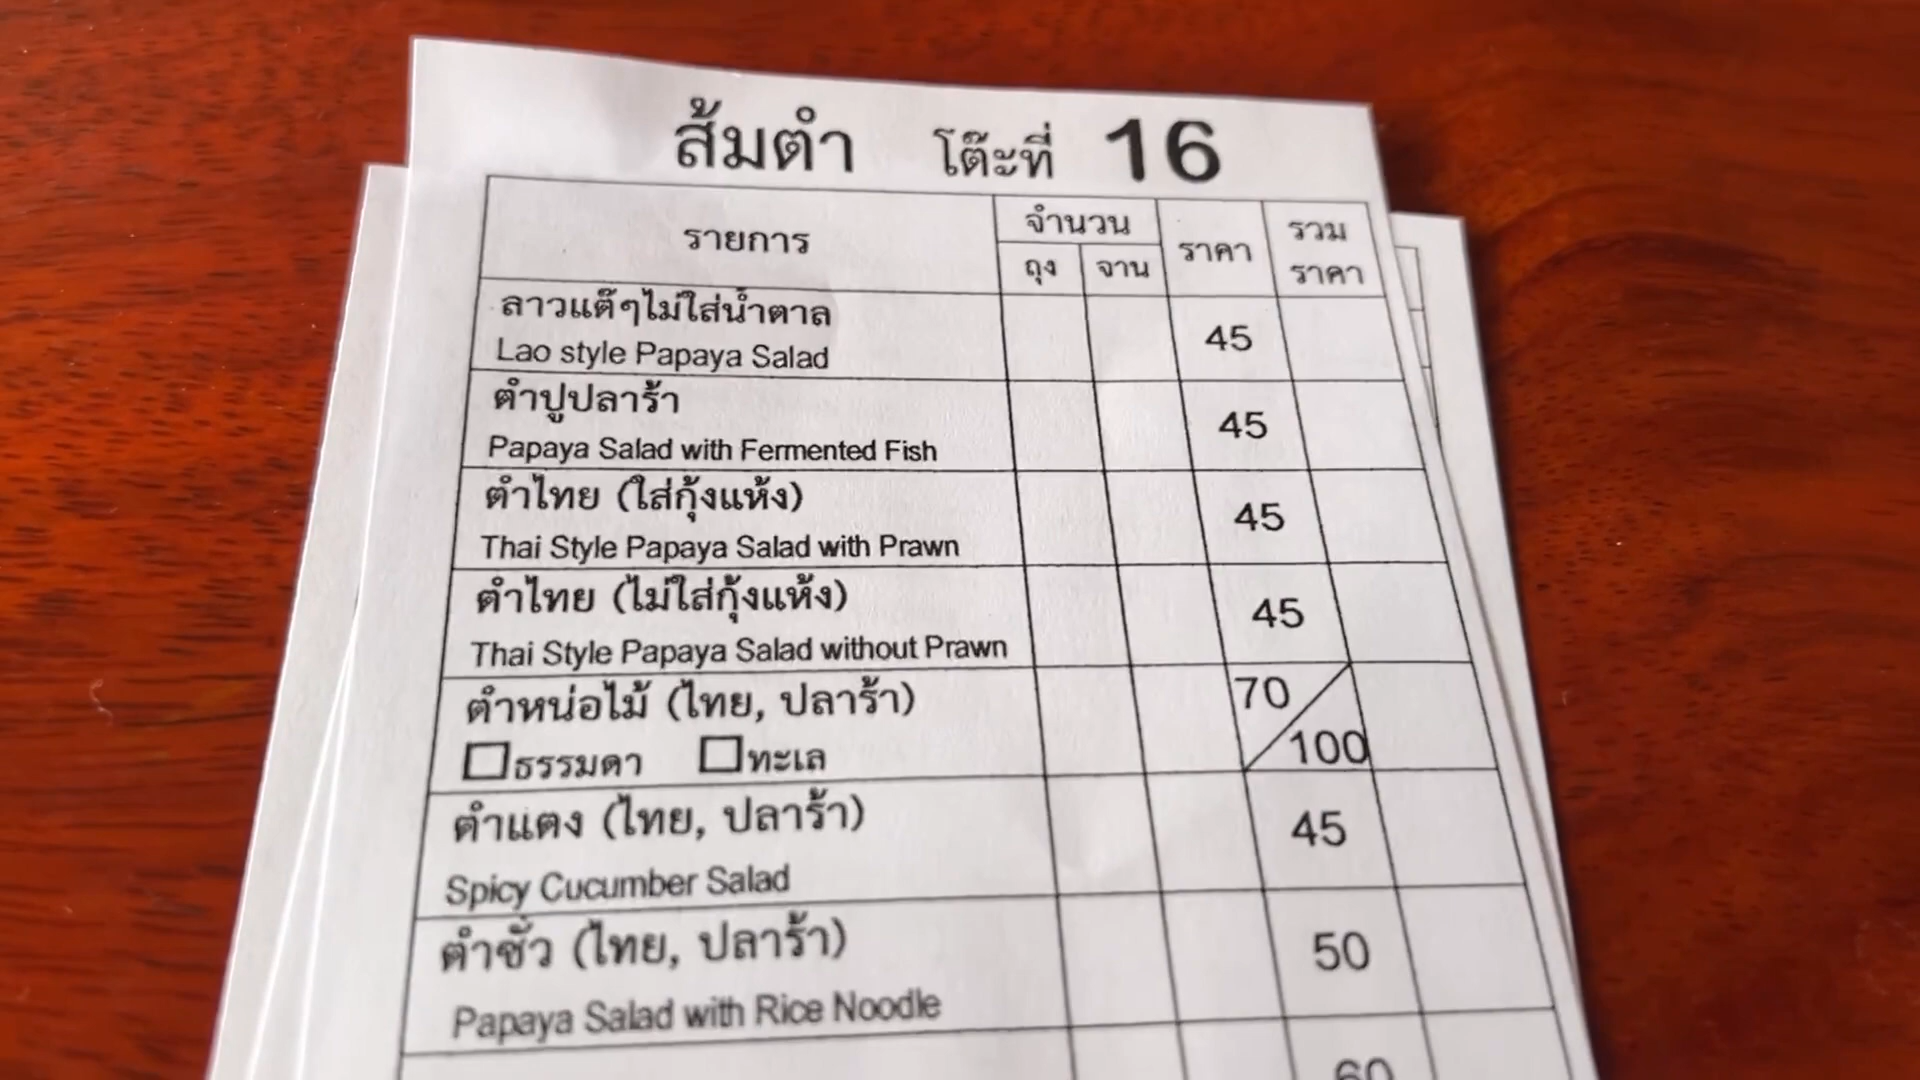 ส้มตำ โต๊ะที่ 16
รายการ จำนวน ราคา รวม
ถุง จาน ราคา
ลาวแต๊ๆไม่ใส่น้ำตาล
Lao style Papaya Salad 45
ตำปูปลาร้า
Papaya Salad with Fermented Fish 45
ตำไทย (ใส่กุ้งแห้ง)
Thai Style Papaya Salad with Prawn 45
ตำไทย (ไม่ใส่กุ้งแห้ง)
Thai Style Papaya Salad without Prawn 45
ตำหน่อไม้ (ไทย, ปลาร้า) 70
ธรรมดา ทะเล 100
ตำแตง (ไทย, ปลาร้า) 45
Spicy Cucumber Salad
ตำซั่ว (ไทย, ปลาร้า) 50
Papaya Salad with Rice Noodle